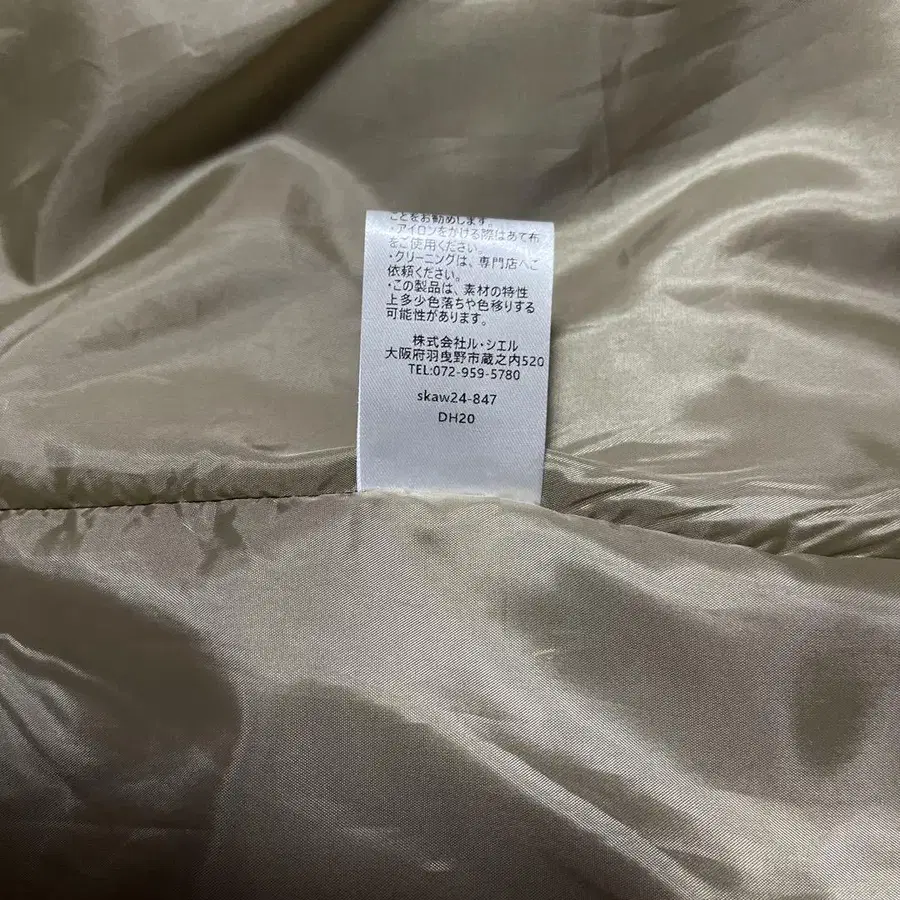 ことをお勧めします。
・アイロンをかける際はあて布
をご使用ください。
・クリーニングは、専門店へご
依頼ください。
・この製品は、素材の特性
上多少色落ちや色移りする
可能性があります。
株式会社ル・シエル
大阪府羽曳野市蔵之内520
TEL:072-959-5780
skaw24-847
DH20